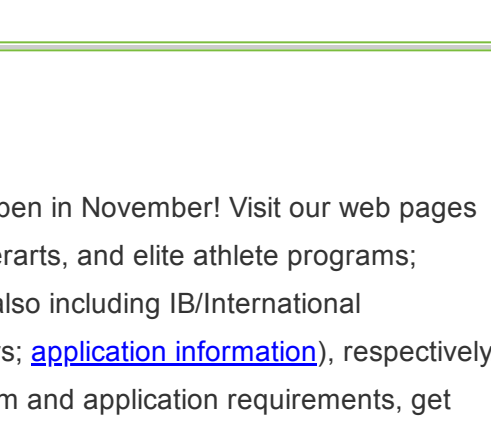 pen in November! Visit our web pages
erarts, and elite athlete programs;
also including IB/International
s; application information), respectively
m and application requirements, get